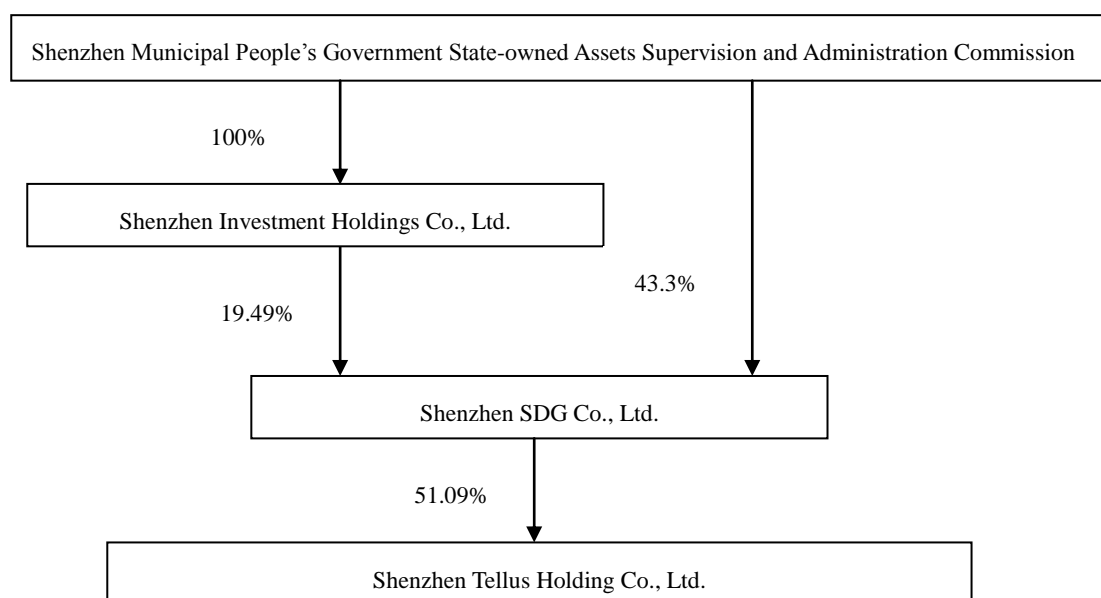 Shenzhen Municipal People’s Government State-owned Assets Supervision and Administration Commission
100%
Shenzhen Investment Holdings Co., Ltd.
43.3%
19.49%
Shenzhen SDG Co., Ltd.
51.09%
Shenzhen Tellus Holding Co., Ltd.